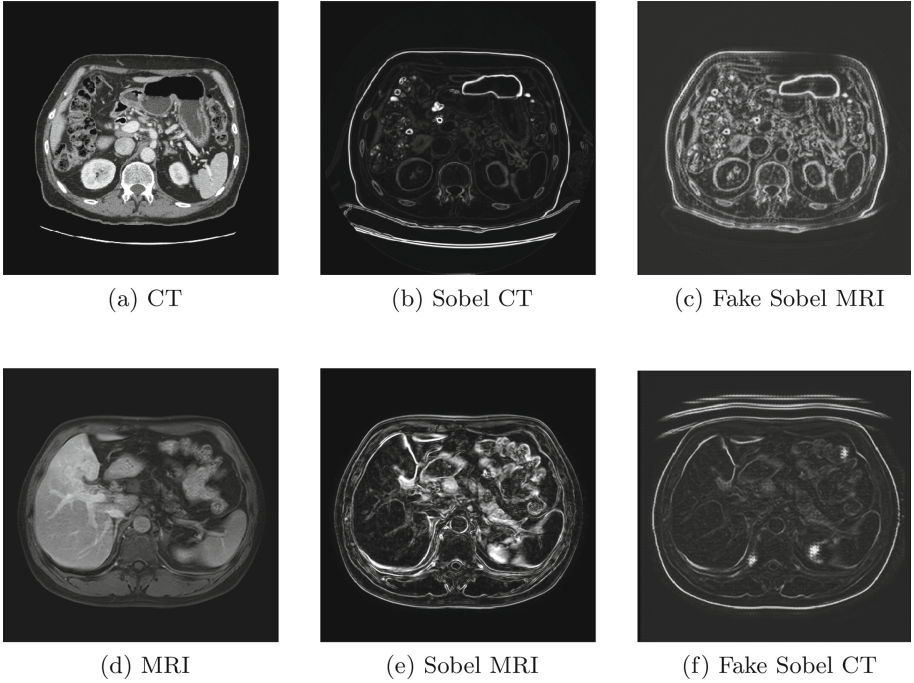 (a) CT
(b) Sobel CT
(c) Fake Sobel MRI
(d) MRI
(e) Sobel MRI
(f) Fake Sobel CT